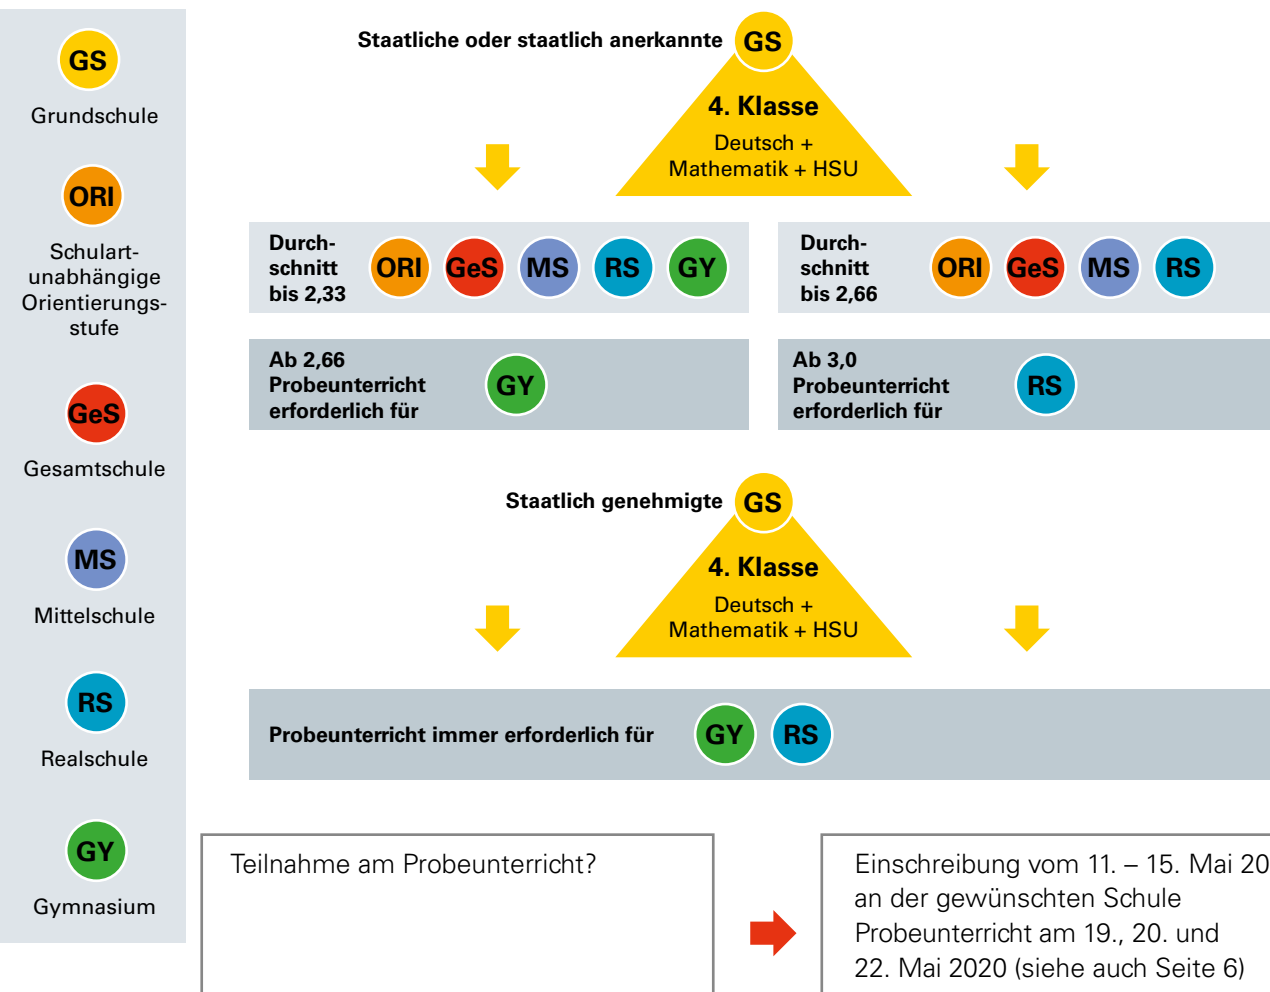 GS
Grundschule
ORI
Schulart-
unabhängige
Orientierungs-
stufe
GeS
Gesamtschule
MS
Mittelschule
RS
Realschule
GY
Gymnasium
Staatliche oder staatlich anerkannte GS
4. Klasse
Deutsch +
Mathematik + HSU
Durch-
schnitt
bis 2,33
ORI GeS MS RS GY
Durch-
schnitt
bis 2,66
ORI GeS MS RS
Ab 2,66
Probeunterricht
erforderlich für
GY
Ab 3,0
Probeunterricht
erforderlich für
RS
Staatlich genehmigte GS
4. Klasse
Deutsch +
Mathematik + HSU
Probeunterricht immer erforderlich für GY RS
Teilnahme am Probeunterricht?
Einschreibung vom 11. – 15. Mai 20
an der gewünschten Schule
Probeunterricht am 19., 20. und
22. Mai 2020 (siehe auch Seite 6)